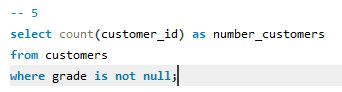 -- 5
select count(customer_id) as number_customers
from customers
where grade is not null;